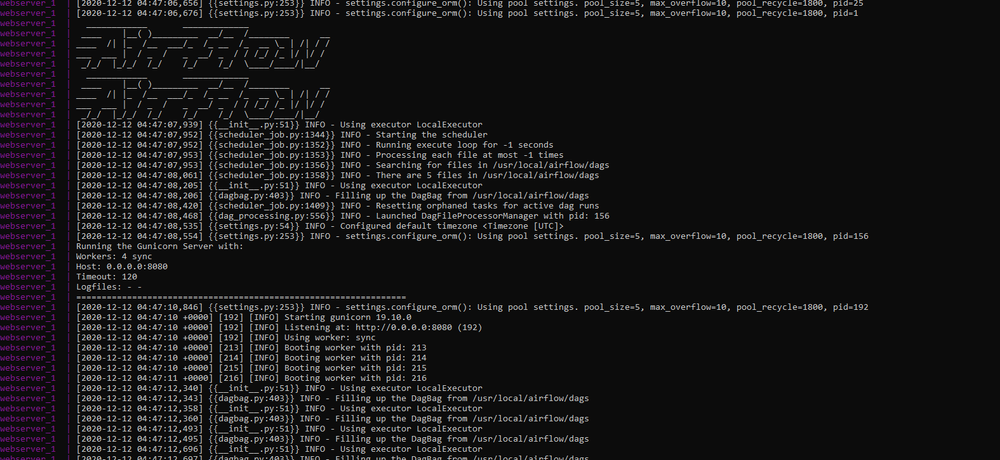 webserver_1 | [2020-12-12 04:47:06,656] {{settings.py:253}} INFO - settings.configure_orm(): Using pool settings. pool_size=5, max_overflow=10, pool_recycle=1800, pid=25
webserver_1 | [2020-12-12 04:47:06,676] {{settings.py:253}} INFO - settings.configure_orm(): Using pool settings. pool_size=5, max_overflow=10, pool_recycle=1800, pid=1
webserver_1 |   ____________       _____________
webserver_1 |  ____    |__( )_________  __/__  /________      __
webserver_1 | ____  /| |_  /__  ___/_  /_ __  /_  __ \_ | /| / /
webserver_1 | ___  ___ |  / _  /   _  __/ _  / / /_/ /_ |/ |/ /
webserver_1 |  _/_/  |_/_/  /_/    /_/    /_/  \____/____/|__/
webserver_1 |   ____________       _____________
webserver_1 |  ____    |__( )_________  __/__  /________      __
webserver_1 | ____  /| |_  /__  ___/_  /_ __  /_  __ \_ | /| / /
webserver_1 | ___  ___ |  / _  /   _  __/ _  / / /_/ /_ |/ |/ /
webserver_1 |  _/_/  |_/_/  /_/    /_/    /_/  \____/____/|__/
webserver_1 | [2020-12-12 04:47:07,939] {{__init__.py:51}} INFO - Using executor LocalExecutor
webserver_1 | [2020-12-12 04:47:07,952] {{scheduler_job.py:1344}} INFO - Starting the scheduler
webserver_1 | [2020-12-12 04:47:07,952] {{scheduler_job.py:1352}} INFO - Running execute loop for -1 seconds
webserver_1 | [2020-12-12 04:47:07,953] {{scheduler_job.py:1353}} INFO - Processing each file at most -1 times
webserver_1 | [2020-12-12 04:47:07,953] {{scheduler_job.py:1356}} INFO - Searching for files in /usr/local/airflow/dags
webserver_1 | [2020-12-12 04:47:08,061] {{scheduler_job.py:1358}} INFO - There are 5 files in /usr/local/airflow/dags
webserver_1 | [2020-12-12 04:47:08,205] {{__init__.py:51}} INFO - Using executor LocalExecutor
webserver_1 | [2020-12-12 04:47:08,206] {{dagbag.py:403}} INFO - Filling up the DagBag from /usr/local/airflow/dags
webserver_1 | [2020-12-12 04:47:08,420] {{scheduler_job.py:1409}} INFO - Resetting orphaned tasks for active dag runs
webserver_1 | [2020-12-12 04:47:08,468] {{dag_processing.py:556}} INFO - Launched DagFileProcessorManager with pid: 156
webserver_1 | [2020-12-12 04:47:08,535] {{settings.py:54}} INFO - Configured default timezone <Timezone [UTC]>
webserver_1 | [2020-12-12 04:47:08,554] {{settings.py:253}} INFO - settings.configure_orm(): Using pool settings. pool_size=5, max_overflow=10, pool_recycle=1800, pid=156
webserver_1 | Running the Gunicorn Server with:
webserver_1 | Workers: 4 sync
webserver_1 | Host: 0.0.0.0:8080
webserver_1 | Timeout: 120
webserver_1 | Logfiles: - -
webserver_1 | =================================================================
webserver_1 | [2020-12-12 04:47:10,846] {{settings.py:253}} INFO - settings.configure_orm(): Using pool settings. pool_size=5, max_overflow=10, pool_recycle=1800, pid=192
webserver_1 | [2020-12-12 04:47:10 +0000] [192] [INFO] Starting gunicorn 19.10.0
webserver_1 | [2020-12-12 04:47:10 +0000] [192] [INFO] Listening at: http://0.0.0.0:8080 (192)
webserver_1 | [2020-12-12 04:47:10 +0000] [192] [INFO] Using worker: sync
webserver_1 | [2020-12-12 04:47:10 +0000] [213] [INFO] Booting worker with pid: 213
webserver_1 | [2020-12-12 04:47:10 +0000] [214] [INFO] Booting worker with pid: 214
webserver_1 | [2020-12-12 04:47:10 +0000] [215] [INFO] Booting worker with pid: 215
webserver_1 | [2020-12-12 04:47:11 +0000] [216] [INFO] Booting worker with pid: 216
webserver_1 | [2020-12-12 04:47:12,340] {{__init__.py:51}} INFO - Using executor LocalExecutor
webserver_1 | [2020-12-12 04:47:12,343] {{dagbag.py:403}} INFO - Filling up the DagBag from /usr/local/airflow/dags
webserver_1 | [2020-12-12 04:47:12,358] {{__init__.py:51}} INFO - Using executor LocalExecutor
webserver_1 | [2020-12-12 04:47:12,360] {{dagbag.py:403}} INFO - Filling up the DagBag from /usr/local/airflow/dags
webserver_1 | [2020-12-12 04:47:12,493] {{__init__.py:51}} INFO - Using executor LocalExecutor
webserver_1 | [2020-12-12 04:47:12,495] {{dagbag.py:403}} INFO - Filling up the DagBag from /usr/local/airflow/dags
webserver_1 | [2020-12-12 04:47:12,696] {{__init__.py:51}} INFO - Using executor LocalExecutor
webserver_1 | [2020-12-12 04:47:12,697] {{dagbag.py:403}} INFO - Filling up the DagBag from /usr/local/airflow/dags